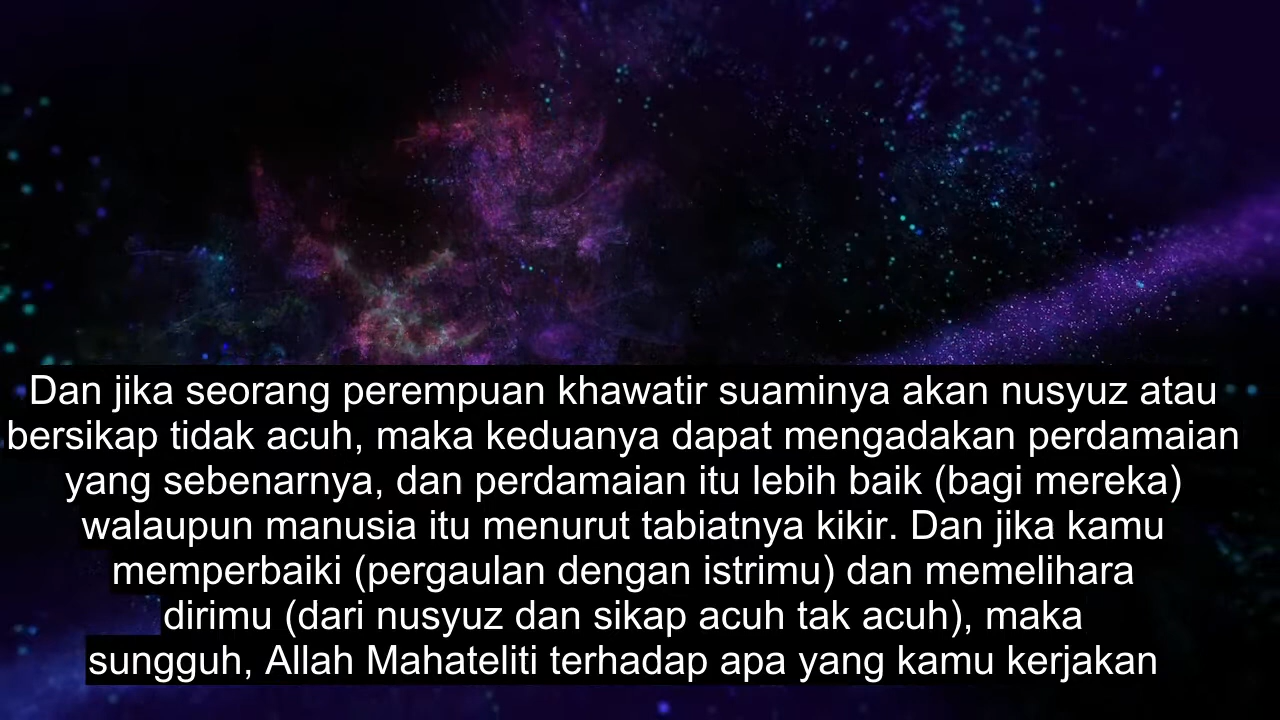 Dan jika seorang perempuan khawatir suaminya akan nusyuz atau
bersikap tidak acuh, maka keduanya dapat mengadakan perdamaian
yang sebenarnya, dan perdamaian itu lebih baik (bagi mereka)
walaupun manusia itu menurut tabiatnya kikir. Dan jika kamu
memperbaiki (pergaulan dengan istrimu) dan memelihara
dirimu (dari nusyuz dan sikap acuh tak acuh), maka
sungguh, Allah Mahateliti terhadap apa yang kamu kerjakan